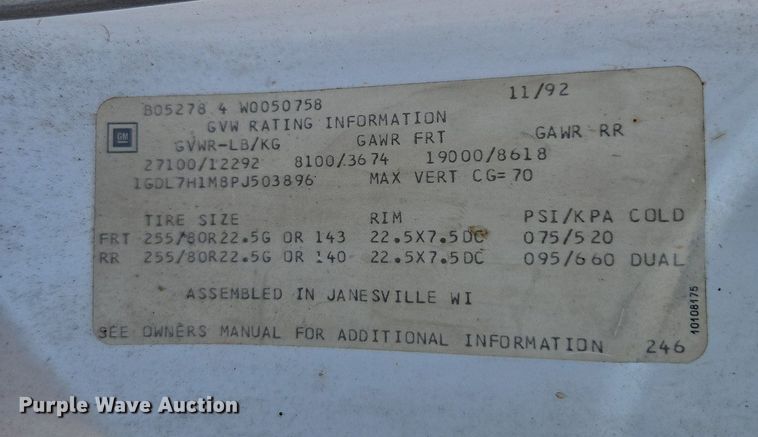 805278 4 W0050758 11/92
GM GVW RATING INFORMATION
GVWR-LB/KG GAWR FRT GAWR RR
27100/12292 8100/3674 19000/8618
1GDL7H1M8PJ503896 MAX VERT CG=70
TIRE SIZE RIM PSI/KPA COLD
FRT 255/80R22.5G OR 143 22.5X7.5DC 075/520
RR 255/80R22.5G OR 140 22.5X7.5DC 095/660 DUAL
ASSEMBLED IN JANESVILLE WI
10108175
SEE OWNERS MANUAL FOR ADDITIONAL INFORMATION 246
Purple Wave Auction